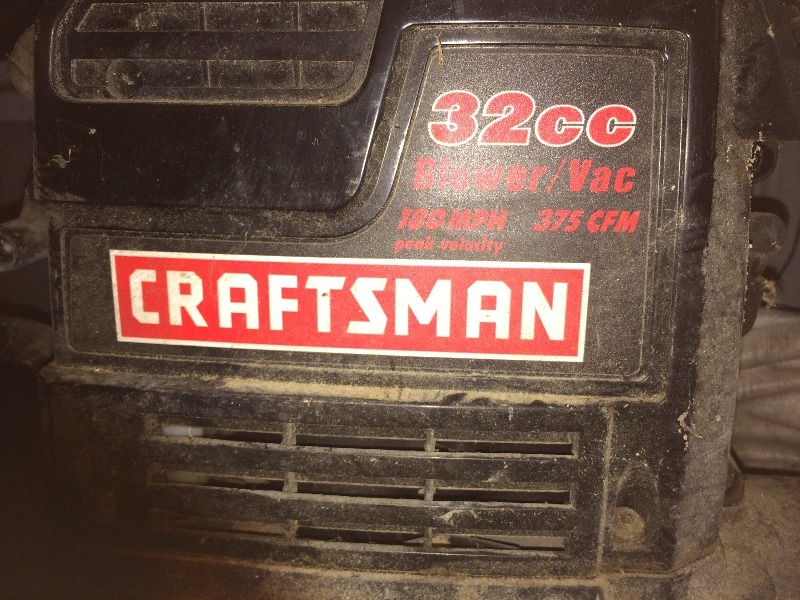 32cc
Blower/Vac
180 MPH 375 CFM
peak velocity
CRAFTSMAN